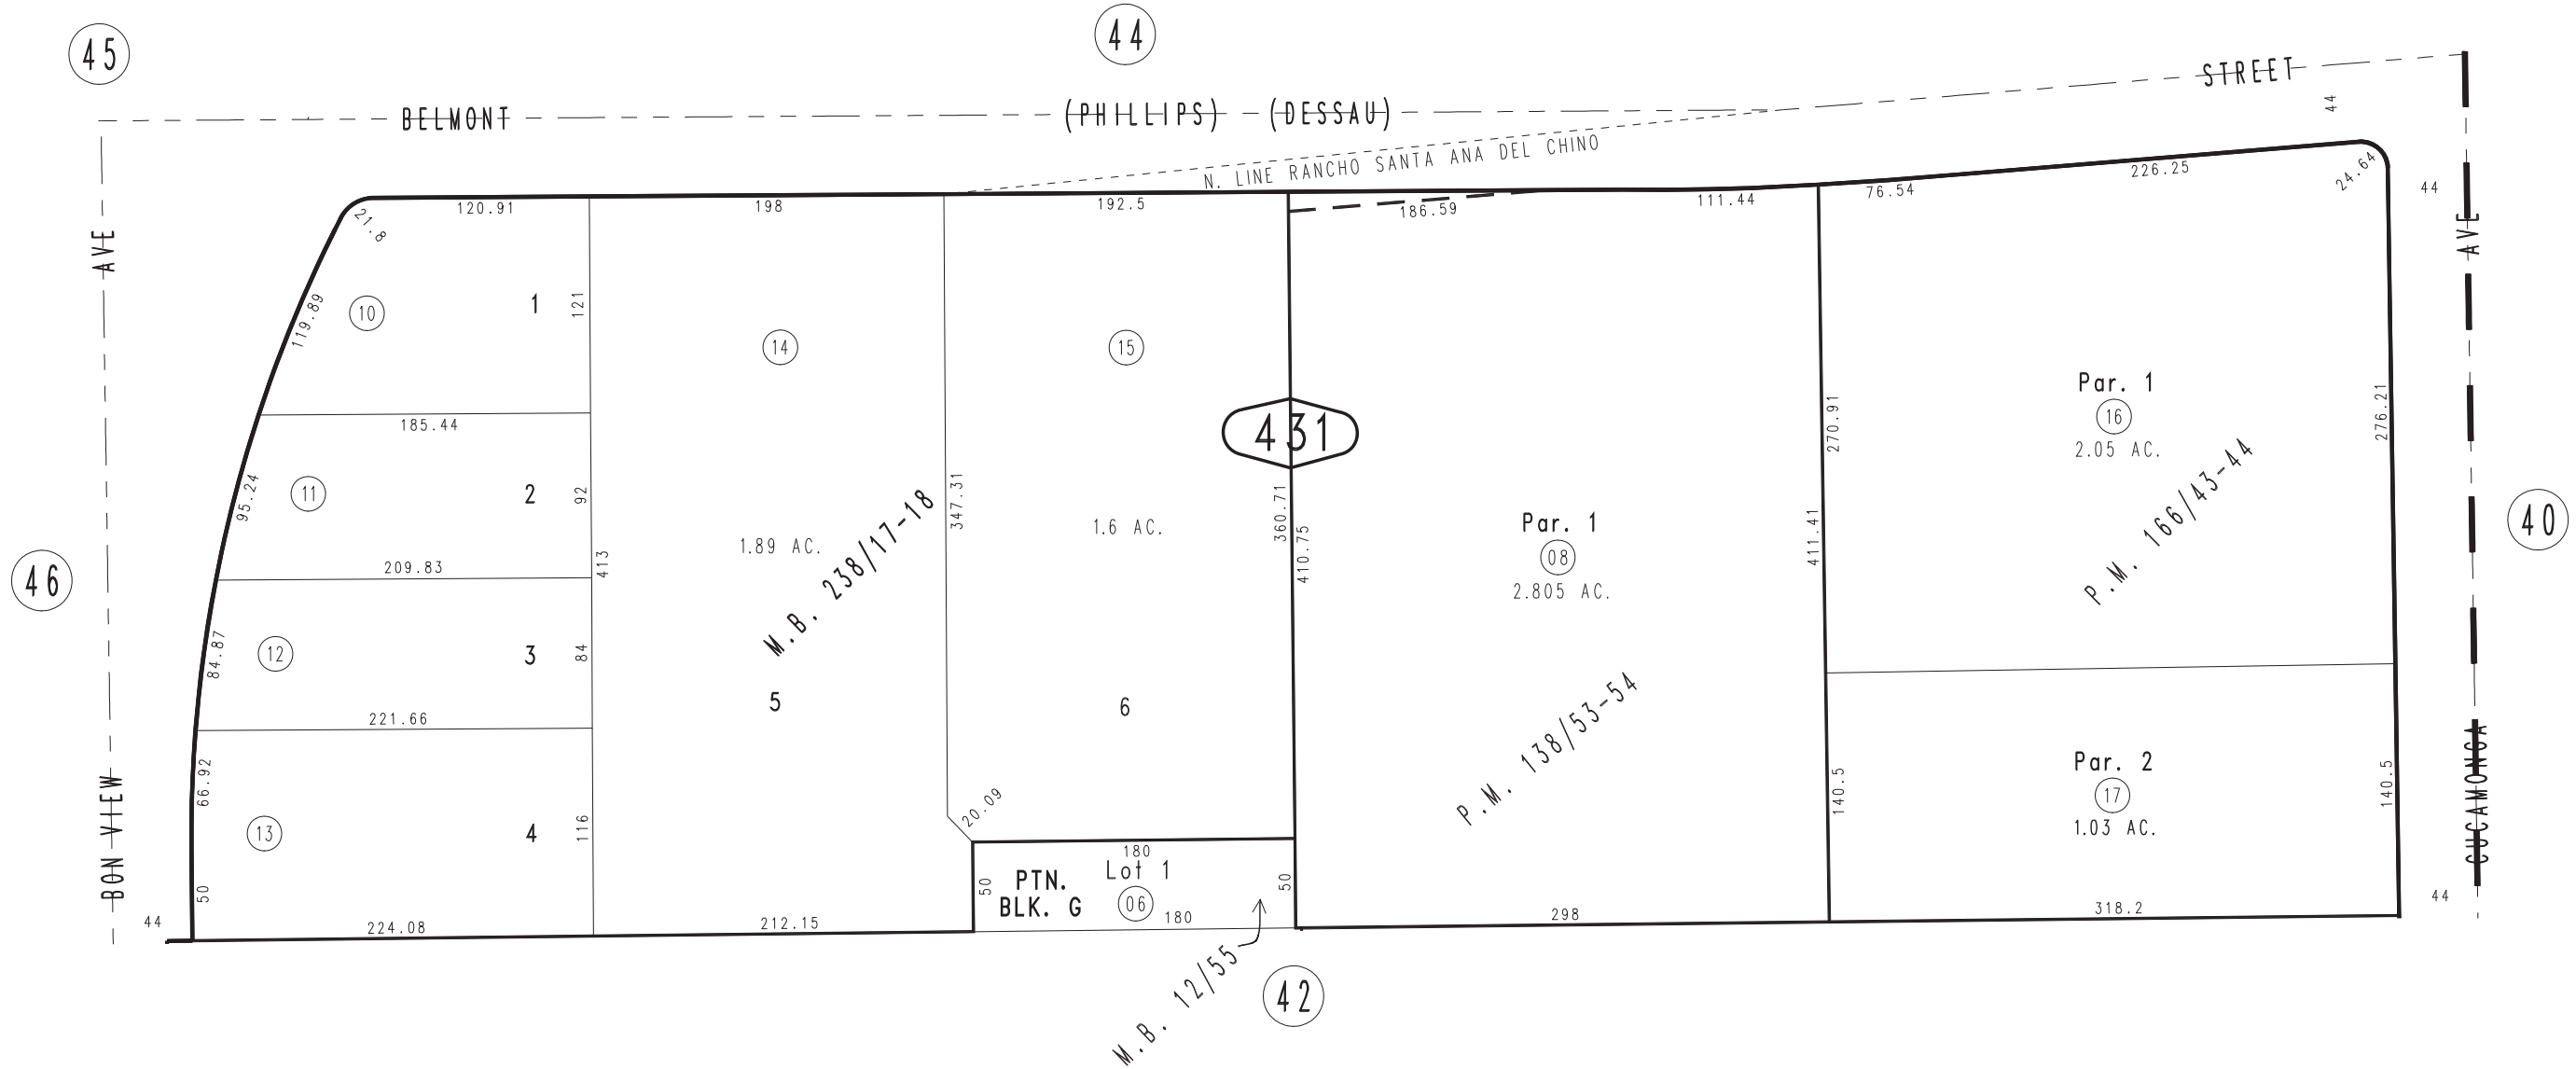 45
44
BELMONT
(PHILLIPS) (DESSAU)
STREET
N. LINE RANCHO SANTA ANA DEL CHINO
44
44
AVE
AVE
120.91
198
192.5
186.59
111.44
76.54
226.25
24.64
21.8
119.89
10
1
121
14
15
431
185.44
95.24
11
2
92
413
1.89 AC.
M.B. 238/17-18
347.31
1.6 AC.
360.71
410.75
Par. 1
08
2.805 AC.
411.41
270.91
Par. 1
16
2.05 AC.
P.M. 166/43-44
276.21
40
46
209.83
84.87
12
3
84
5
6
P.M. 138/53-54
221.66
66.92
13
4
116
50
20.09
180
50
PTN.
BLK. G
Lot 1
06
50
180
140.5
Par. 2
17
1.03 AC.
140.5
BON VIEW
CUCAMONGA
44
224.08
212.15
298
318.2
44
M.B. 12/55
42